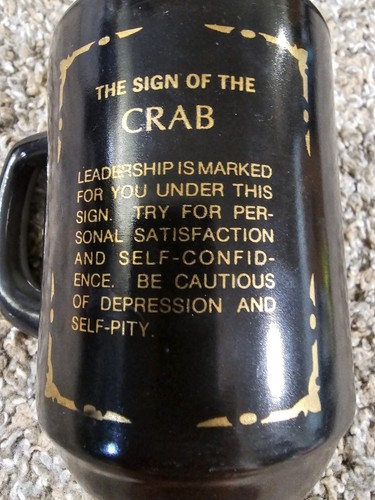 THE SIGN OF THE
CRAB
LEADERSHIP IS MARKED
FOR YOU UNDER THIS
SIGN. TRY FOR PER-
SONAL SATISFACTION
AND SELF-CONFID-
ENCE. BE CAUTIOUS
OF DEPRESSION AND
SELF-PITY.